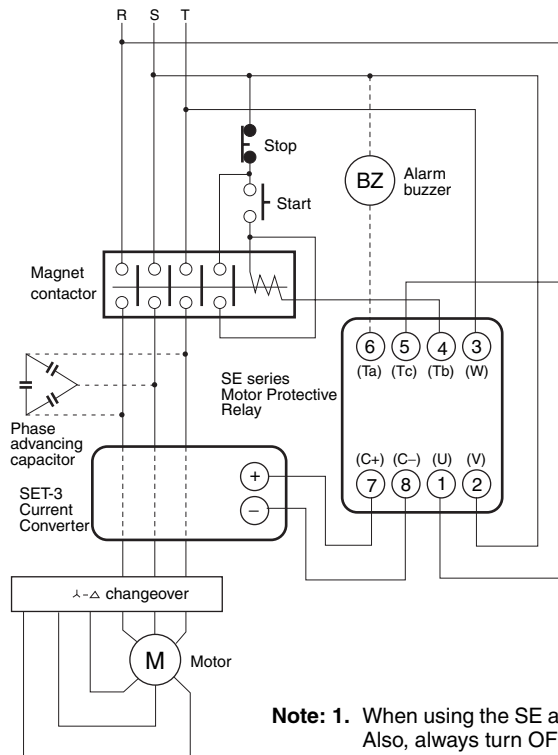 R S T
Stop
Start
BZ
Alarm
buzzer
Magnet
contactor
6 5 4 3
(Ta) (Tc) (Tb) (W)
SE series
Motor Protective
Relay
Phase
advancing
capacitor
(C+) (C−) (U) (V)
7 8 1 2
+
−
SET-3
Current
Converter
⅄-△ changeover
M
Motor
Note: 1. When using the SE a
Also, always turn OF